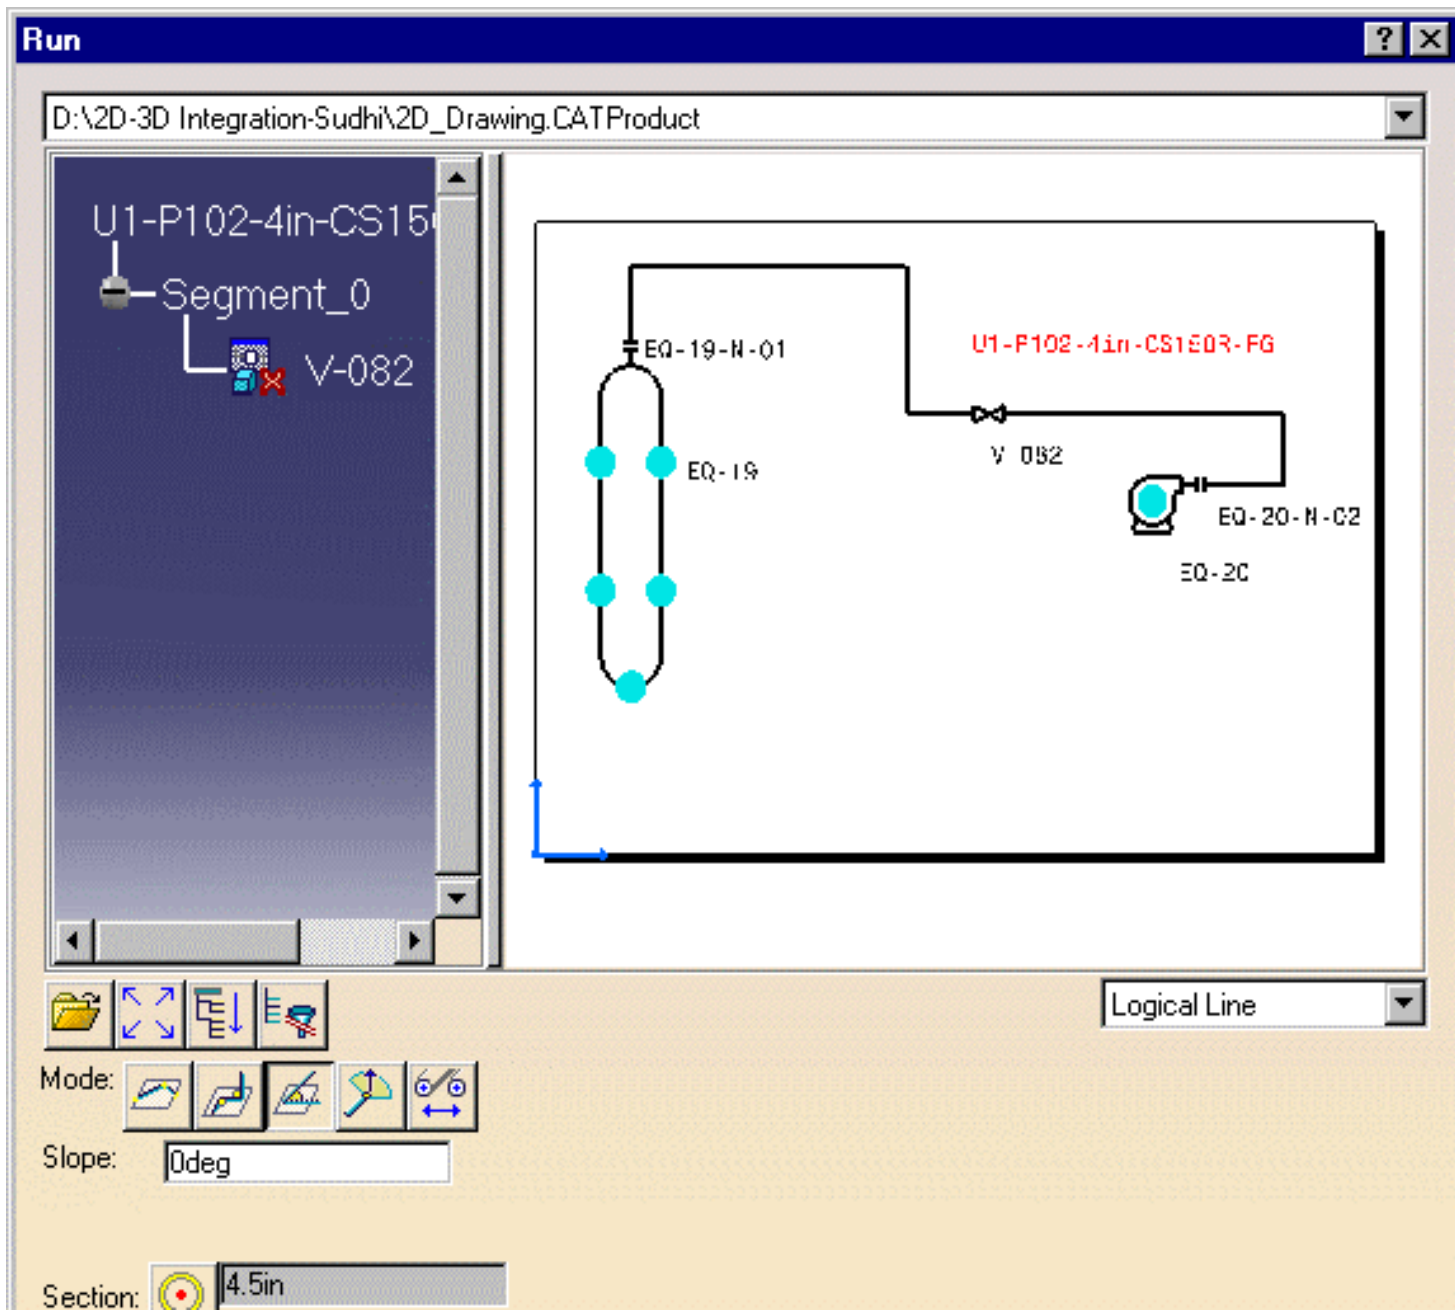 Run
D:\2D-3D Integration-Sudhi\2D_Drawing.CATProduct
U1-P102-4in-CS15
Segment_0
V-082
EQ-19-N-01
U1-P102-4in-CS150R-FG
V-082
EQ-19
EQ-20-N-02
EQ-20
Logical Line
Mode:
Slope:
0deg
Section:
4.5in